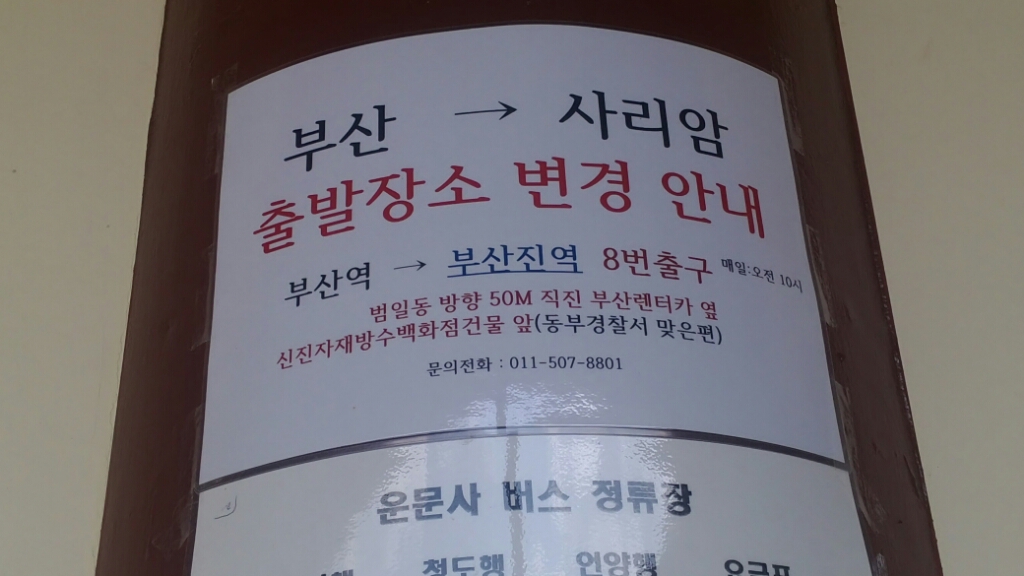 부산 → 사리암
출발장소 변경 안내
부산역 → 부산진역 8번출구 매일:오전 10시
범일동 방향 50M 직진 부산렌터카 옆
신진자재방수백화점건물 앞(동부경찰서 맞은편)
문의전화 : 011-507-8801
운문사 버스 정류장
청도행 언양행 요금표